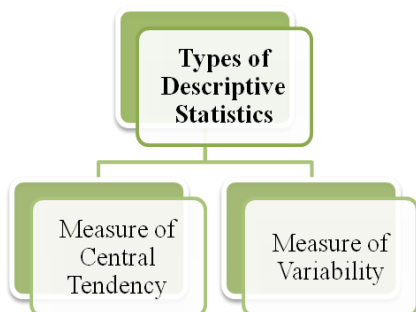 Types of
Descriptive
Statistics
Measure of
Central
Tendency
Measure of
Variability